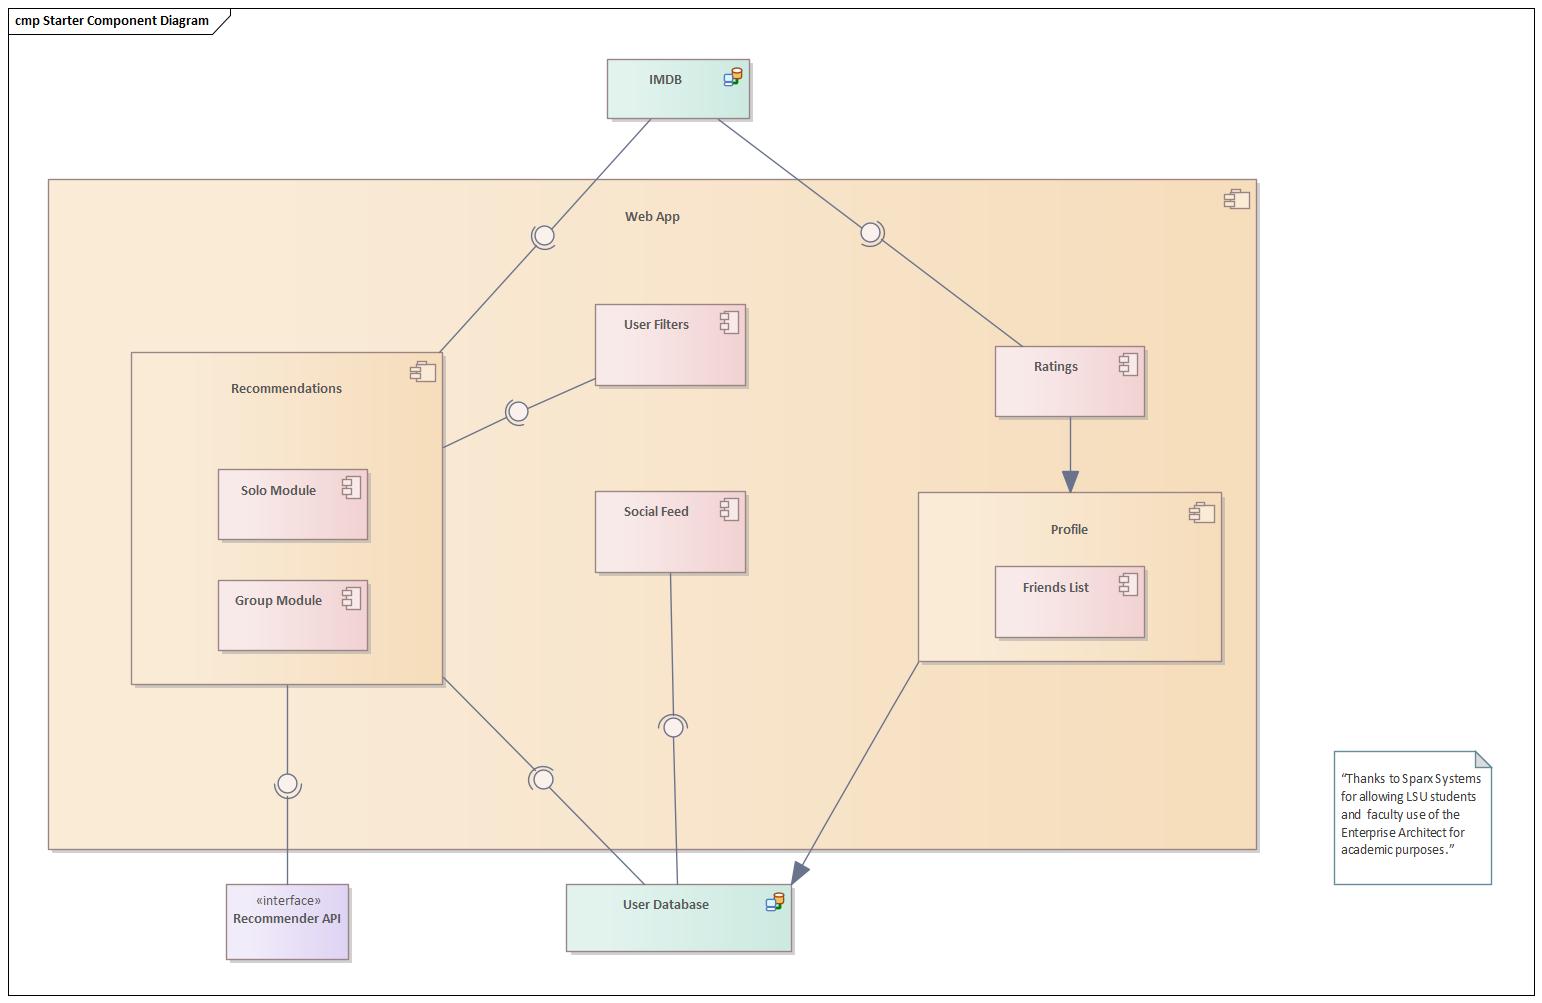 cmp Starter Component Diagram
IMDB
Web App
User Filters
Recommendations
Ratings
Solo Module
Social Feed
Profile
Group Module
Friends List
«interface»
Recommender API
User Database
“Thanks to Sparx Systems
for allowing LSU students
and faculty use of the
Enterprise Architect for
academic purposes.”